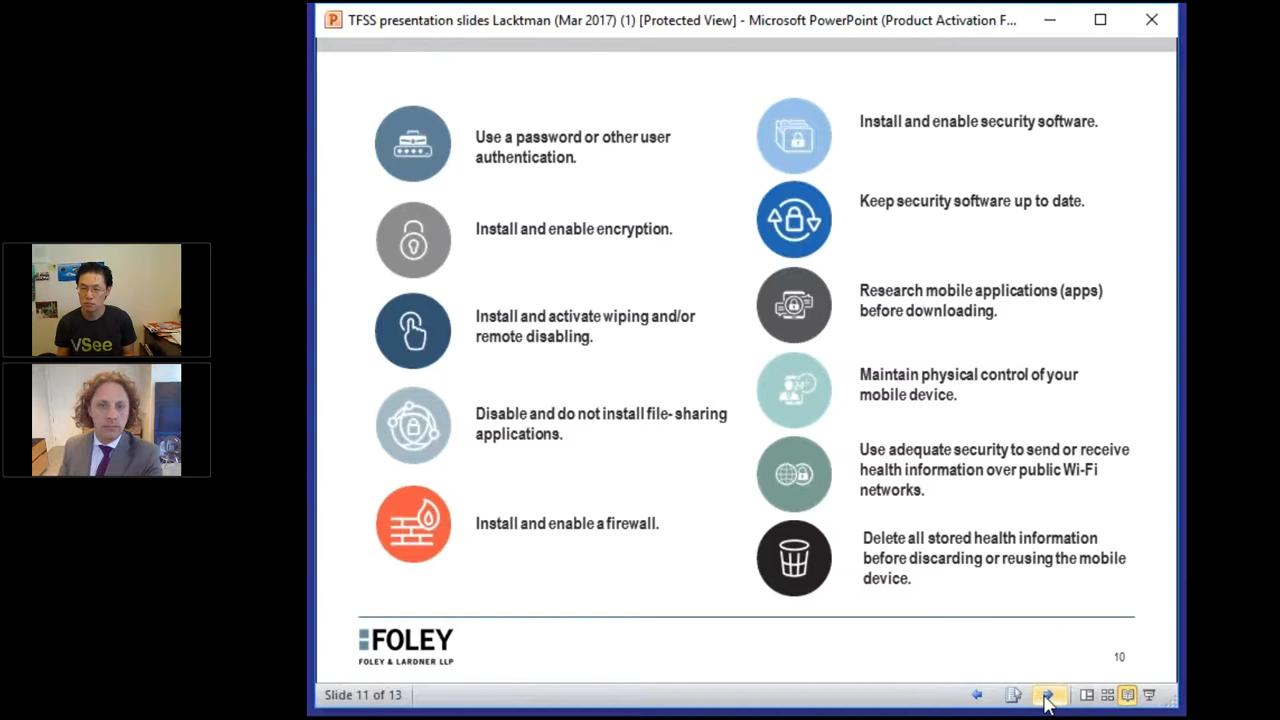 TFSS presentation slides Lacktman (Mar 2017) (1) [Protected View] - Microsoft PowerPoint (Product Activation F...
Use a password or other user
authentication.
Install and enable encryption.
Install and activate wiping and/or
remote disabling.
Disable and do not install file- sharing
applications.
Install and enable a firewall.
Install and enable security software.
Keep security software up to date.
Research mobile applications (apps)
before downloading.
Maintain physical control of your
mobile device.
Use adequate security to send or receive
health information over public Wi-Fi
networks.
Delete all stored health information
before discarding or reusing the mobile
device.
FOLEY
FOLEY & LARDNER LLP
10
Slide 11 of 13
VSee